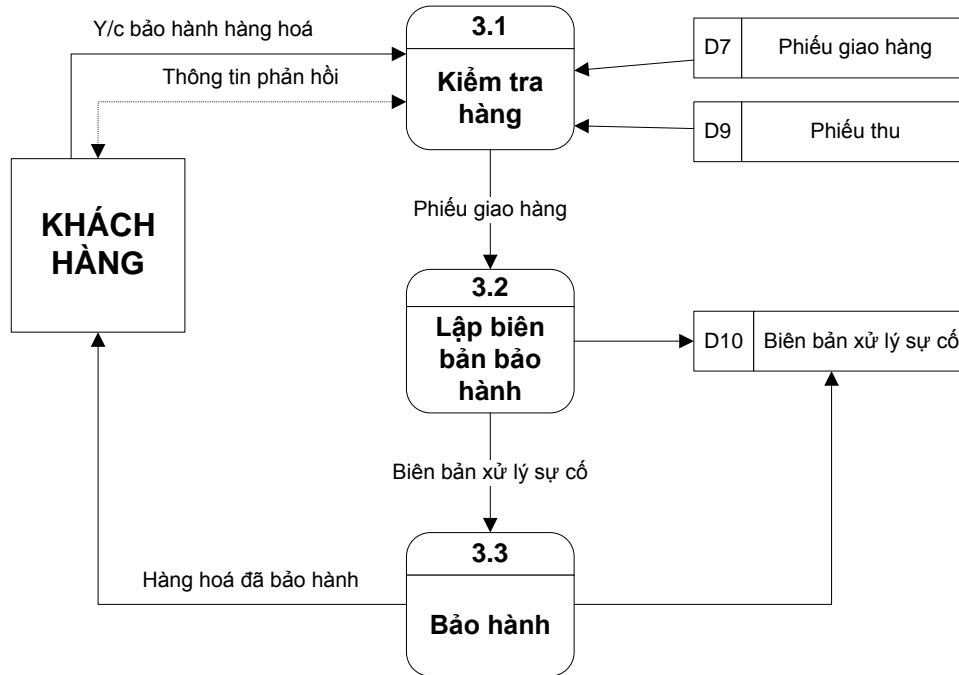 Y/c bảo hành hàng hoá
3.1
D7
Phiếu giao hàng
Thông tin phản hồi
Kiểm tra
hàng
D9
Phiếu thu
KHÁCH
HÀNG
Phiếu giao hàng
3.2
Lập biên
bản bảo
hành
D10
Biên bản xử lý sự cố
Biên bản xử lý sự cố
3.3
Hàng hoá đã bảo hành
Bảo hành